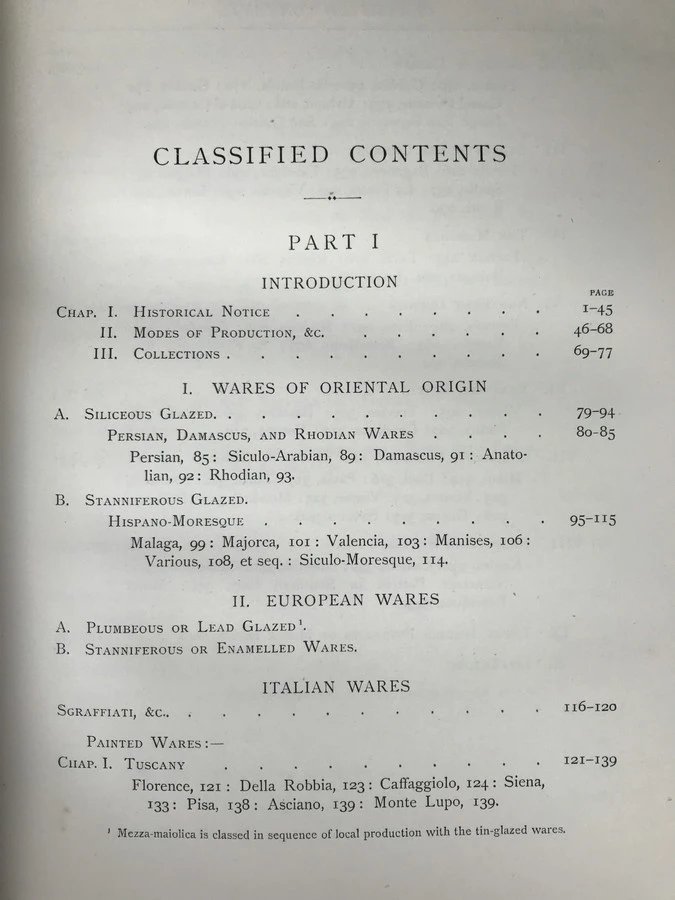 CLASSIFIED CONTENTS
PART I
INTRODUCTION
PAGE
CHAP. I. HISTORICAL NOTICE . . . . . . . 1–45
II. MODES OF PRODUCTION, &C. . . . . . 46–68
III. COLLECTIONS . . . . . . . . . 69–77
I. WARES OF ORIENTAL ORIGIN
A. SILICEOUS GLAZED. . . . . . . . . . 79–94
PERSIAN, DAMASCUS, AND RHODIAN WARES . . . . 80–85
Persian, 85 : Siculo-Arabian, 89 : Damascus, 91 : Anato-
lian, 92 : Rhodian, 93.
B. STANNIFEROUS GLAZED.
HISPANO-MORESQUE . . . . . . . . . 95–115
Malaga, 99 : Majorca, 101 : Valencia, 103 : Manises, 106 :
Various, 108, et seq. : Siculo-Moresque, 114.
II. EUROPEAN WARES
A. PLUMBEOUS OR LEAD GLAZED¹.
B. STANNIFEROUS OR ENAMELLED WARES.
ITALIAN WARES
SGRAFFIATI, &C.. . . . . . . . . . . 116–120
PAINTED WARES :—
CHAP. I. TUSCANY . . . . . . . . . . 121–139
Florence, 121 : Della Robbia, 123 : Caffaggiolo, 124 : Siena,
133 : Pisa, 138 : Asciano, 139 : Monte Lupo, 139.
¹ Mezza-maiolica is classed in sequence of local production with the tin-glazed wares.